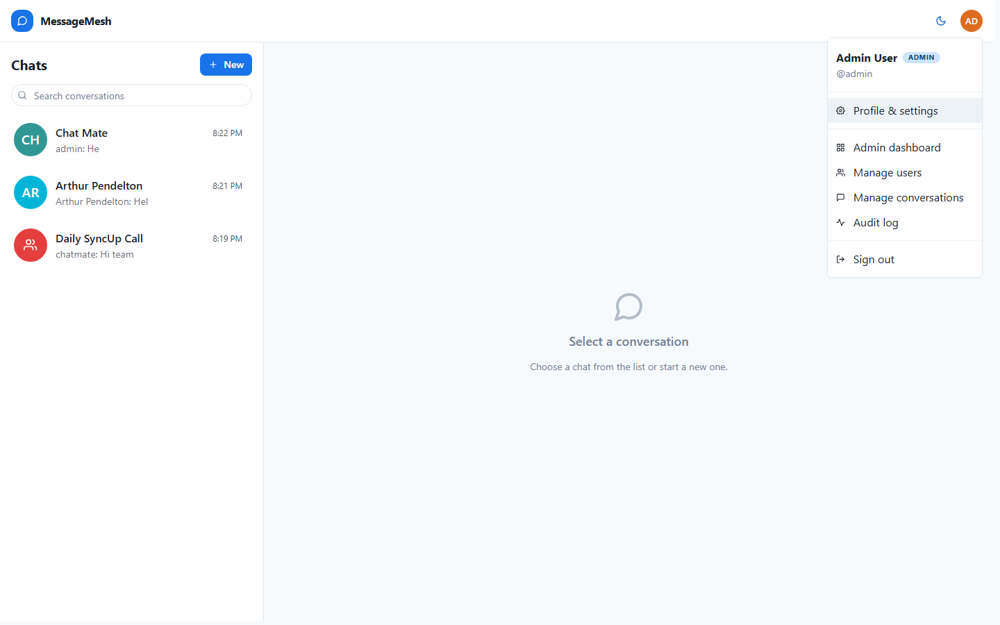 MessageMesh
AD
Chats
New
Search conversations
CH
Chat Mate
8:22 PM
admin: He
AR
Arthur Pendelton
8:21 PM
Arthur Pendelton: Hel
Daily SyncUp Call
8:19 PM
chatmate: Hi team
Select a conversation
Choose a chat from the list or start a new one.
Admin User
ADMIN
@admin
Profile & settings
Admin dashboard
Manage users
Manage conversations
Audit log
Sign out